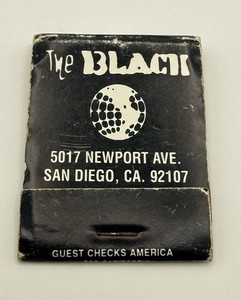 The BLACK
5017 NEWPORT AVE.
SAN DIEGO, CA. 92107
GUEST CHECKS AMERICA